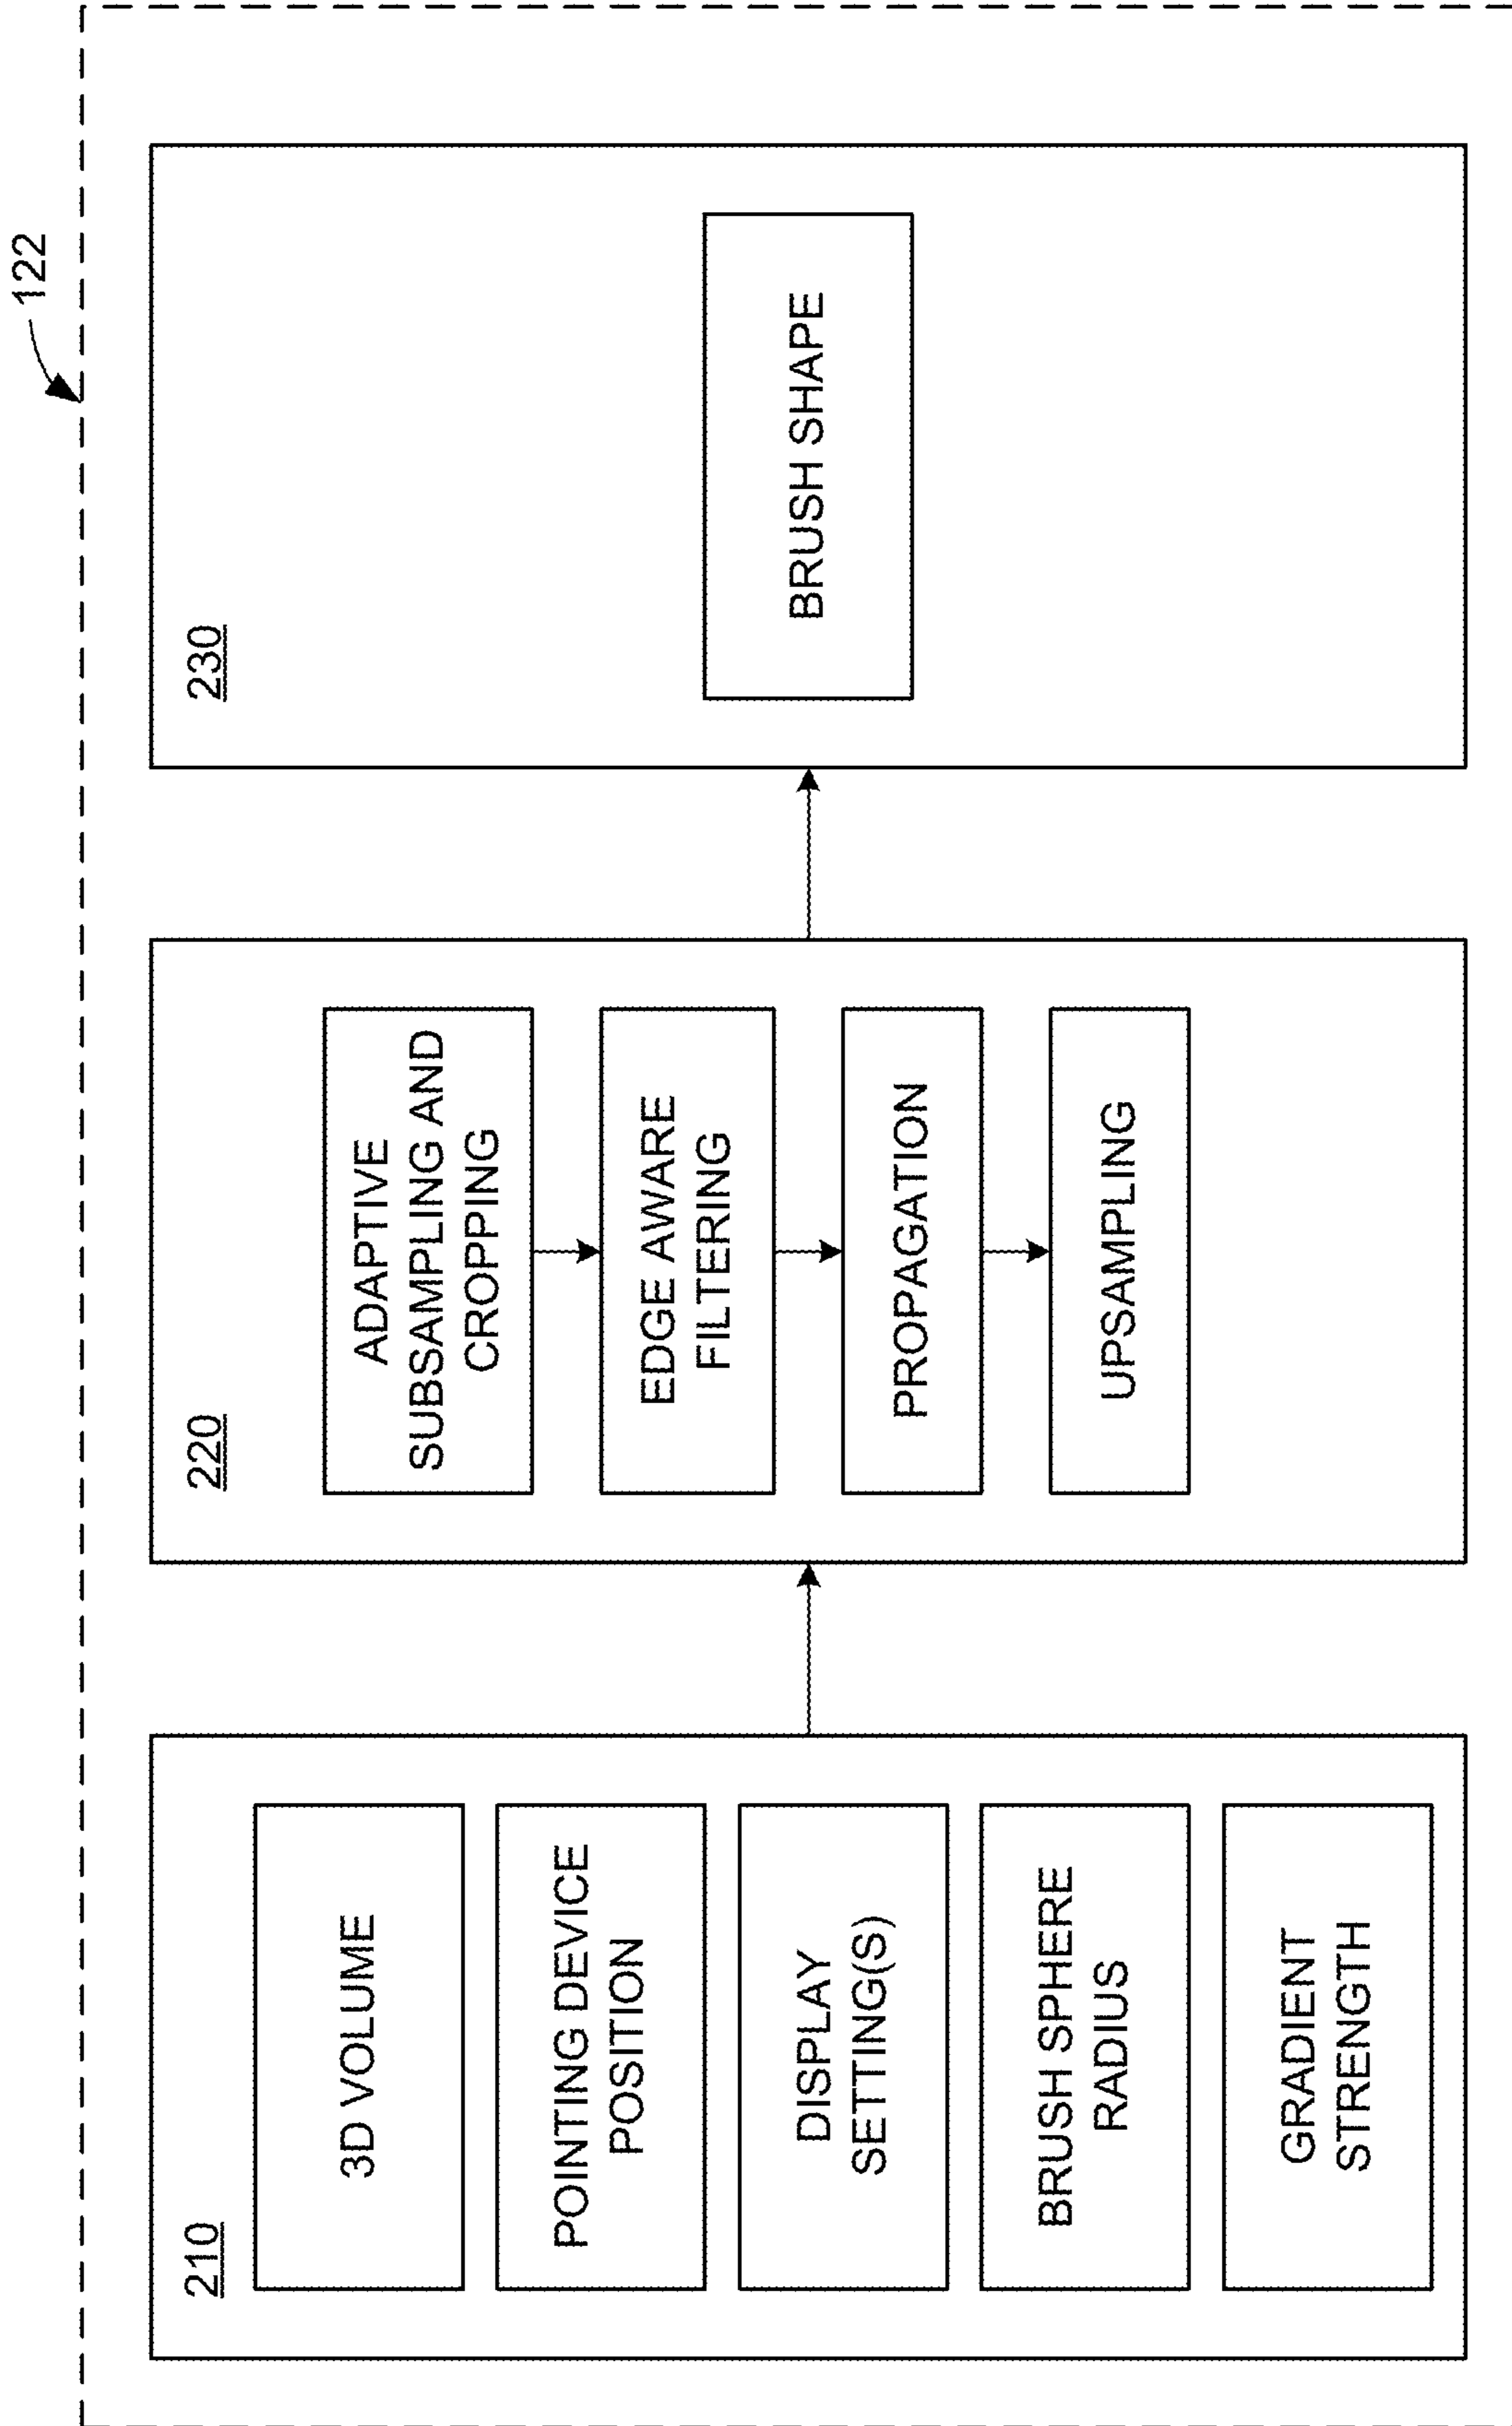 122
210
3D VOLUME
POINTING DEVICE
POSITION
DISPLAY
SETTING(S)
BRUSH SPHERE
RADIUS
GRADIENT
STRENGTH
220
ADAPTIVE
SUBSAMPLING AND
CROPPING
EDGE AWARE
FILTERING
PROPAGATION
UPSAMPLING
230
BRUSH SHAPE